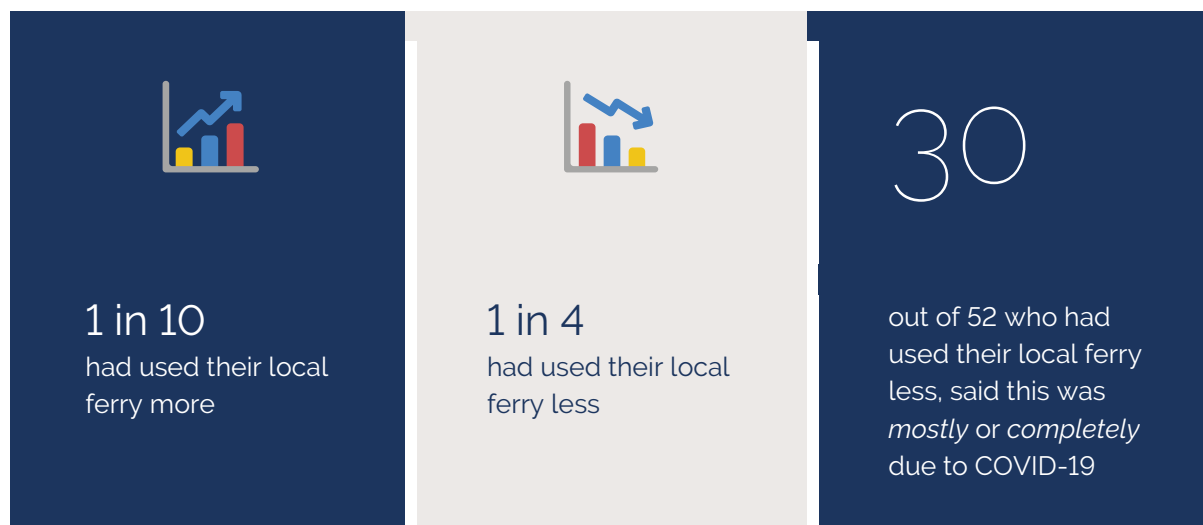 1 in 10
had used their local
ferry more
1 in 4
had used their local
ferry less
30
out of 52 who had
used their local ferry
less, said this was
mostly or completely
due to COVID-19